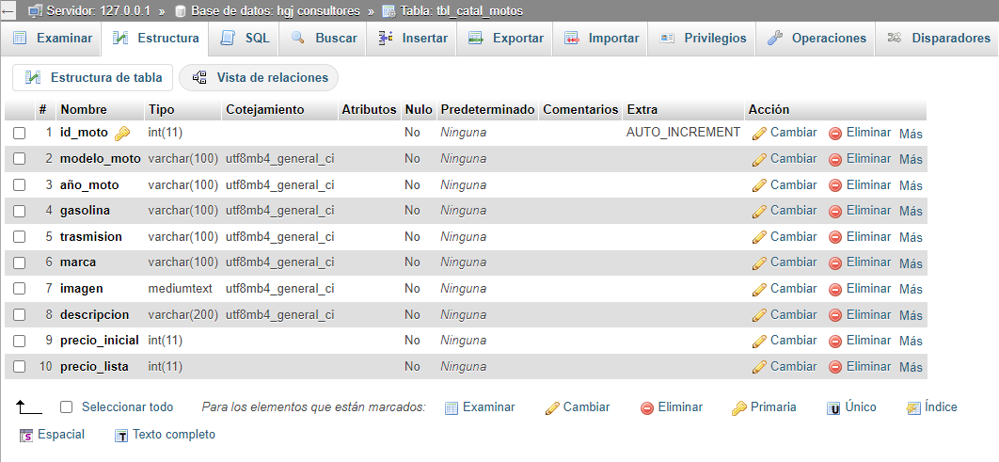 ← Servidor: 127.0.0.1 » Base de datos: hgj consultores » Tabla: tbl_catal_motos
Examinar Estructura SQL Buscar Insertar Exportar Importar Privilegios Operaciones Disparadores
Estructura de tabla Vista de relaciones
# Nombre Tipo Cotejamiento Atributos Nulo Predeterminado Comentarios Extra Acción
1 id_moto int(11) No Ninguna AUTO_INCREMENT Cambiar Eliminar Más
2 modelo_moto varchar(100) utf8mb4_general_ci No Ninguna Cambiar Eliminar Más
3 año_moto varchar(100) utf8mb4_general_ci No Ninguna Cambiar Eliminar Más
4 gasolina varchar(100) utf8mb4_general_ci No Ninguna Cambiar Eliminar Más
5 trasmision varchar(100) utf8mb4_general_ci No Ninguna Cambiar Eliminar Más
6 marca varchar(100) utf8mb4_general_ci No Ninguna Cambiar Eliminar Más
7 imagen mediumtext utf8mb4_general_ci No Ninguna Cambiar Eliminar Más
8 descripcion varchar(200) utf8mb4_general_ci No Ninguna Cambiar Eliminar Más
9 precio_inicial int(11) No Ninguna Cambiar Eliminar Más
10 precio_lista int(11) No Ninguna Cambiar Eliminar Más
Seleccionar todo Para los elementos que están marcados: Examinar Cambiar Eliminar Primaria Único Índice
Espacial Texto completo